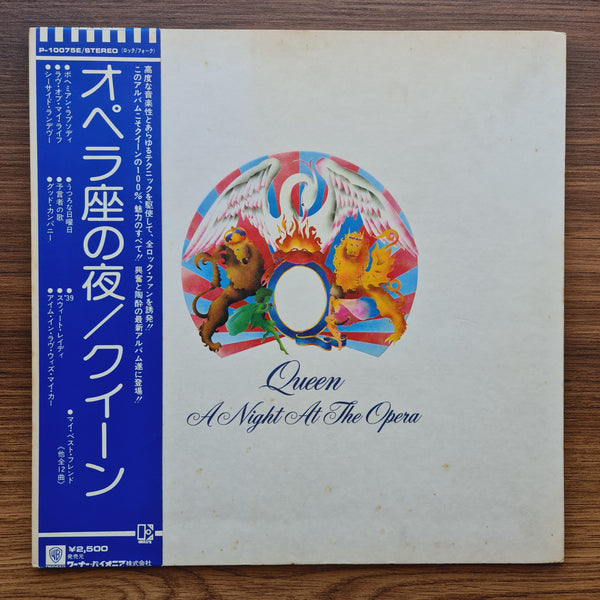 P-10075E/STEREO (ロック/フォーク)
オペラ座の夜/クイーン
高度な音楽性とあらゆるテクニックを駆使して、全ロック・ファンを誘発!!
このアルバムこそクイーンの100%魅力のすべて!! 興奮と陶酔の最新アルバム遂に登場!!
●ボヘミアン・ラプソディ
●ラヴ・オブ・マイ・ライフ
●シーサイド・ランデヴー
●うつろな日曜日
●予言者の歌
●グッド・カンパニー
●'39
●スウィート・レイディ
●アイム・イン・ラヴ・ウィズ・マイ・カー
●マイ・ベスト・フレンド
(他全12曲)
¥2,500
発売元
ワーナー・パイオニア株式会社
Queen
A Night At The Opera